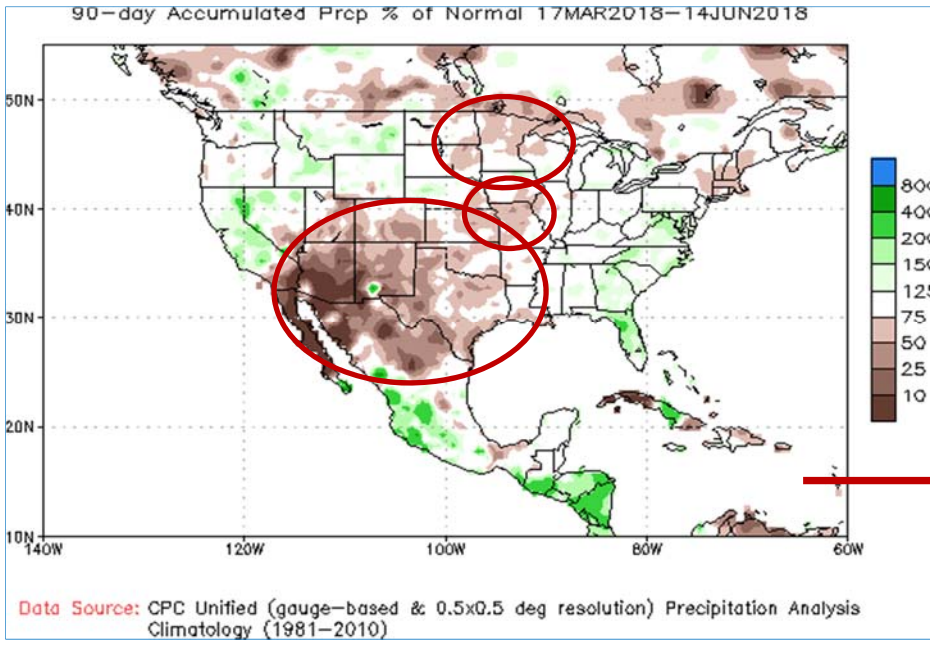 90-day Accumulated Prcp % of Normal 17MAR2018-14JUN2018
50N
40N
30N
20N
10N
140W 120W 100W 80W 60W
800
400
200
150
125
75
50
25
10
Data Source: CPC Unified (gauge-based & 0.5x0.5 deg resolution) Precipitation Analysis
Climatology (1981-2010)